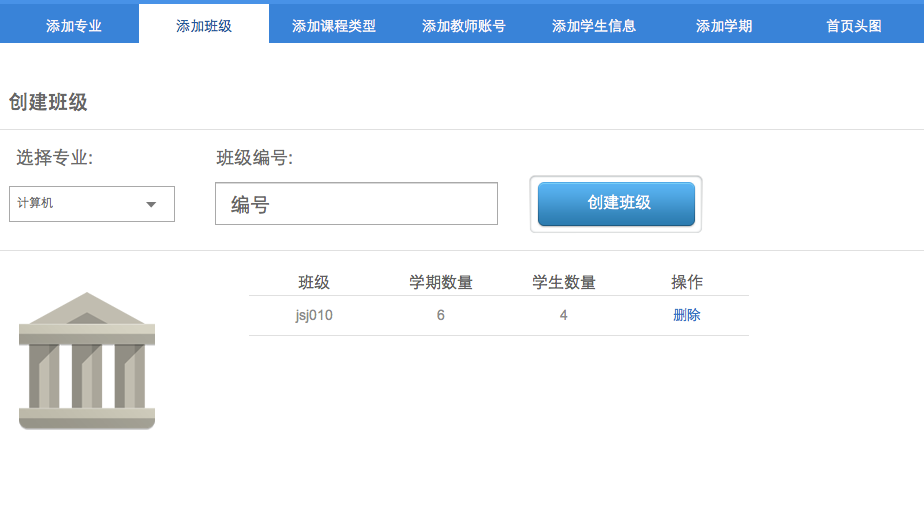 添加专业 添加班级 添加课程类型 添加教师账号 添加学生信息 添加学期 首页头图
创建班级
选择专业: 班级编号:
计算机 编号 创建班级
班级 学期数量 学生数量 操作
jsj010 6 4 删除